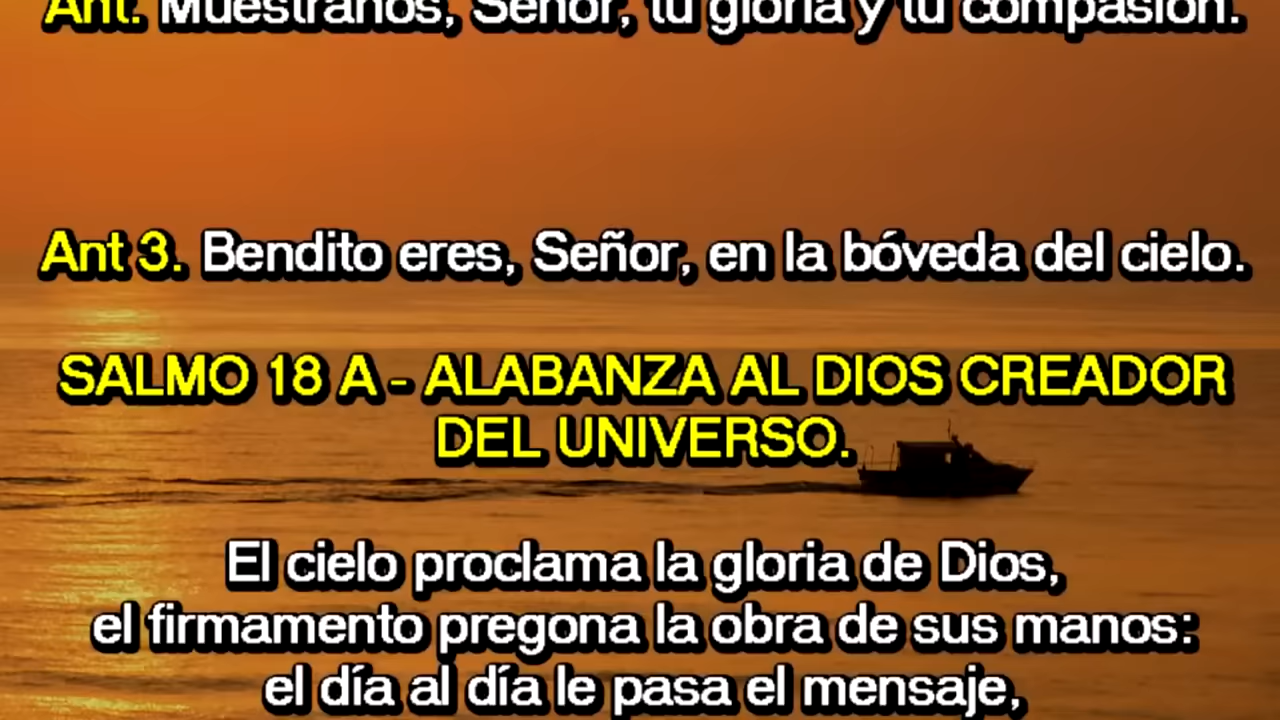 Ant. Muéstranos, Señor, tu gloria y tu compasión.
Ant 3. Bendito eres, Señor, en la bóveda del cielo.
SALMO 18 A - ALABANZA AL DIOS CREADOR
DEL UNIVERSO.
El cielo proclama la gloria de Dios,
el firmamento pregona la obra de sus manos:
el día al día le pasa el mensaje,